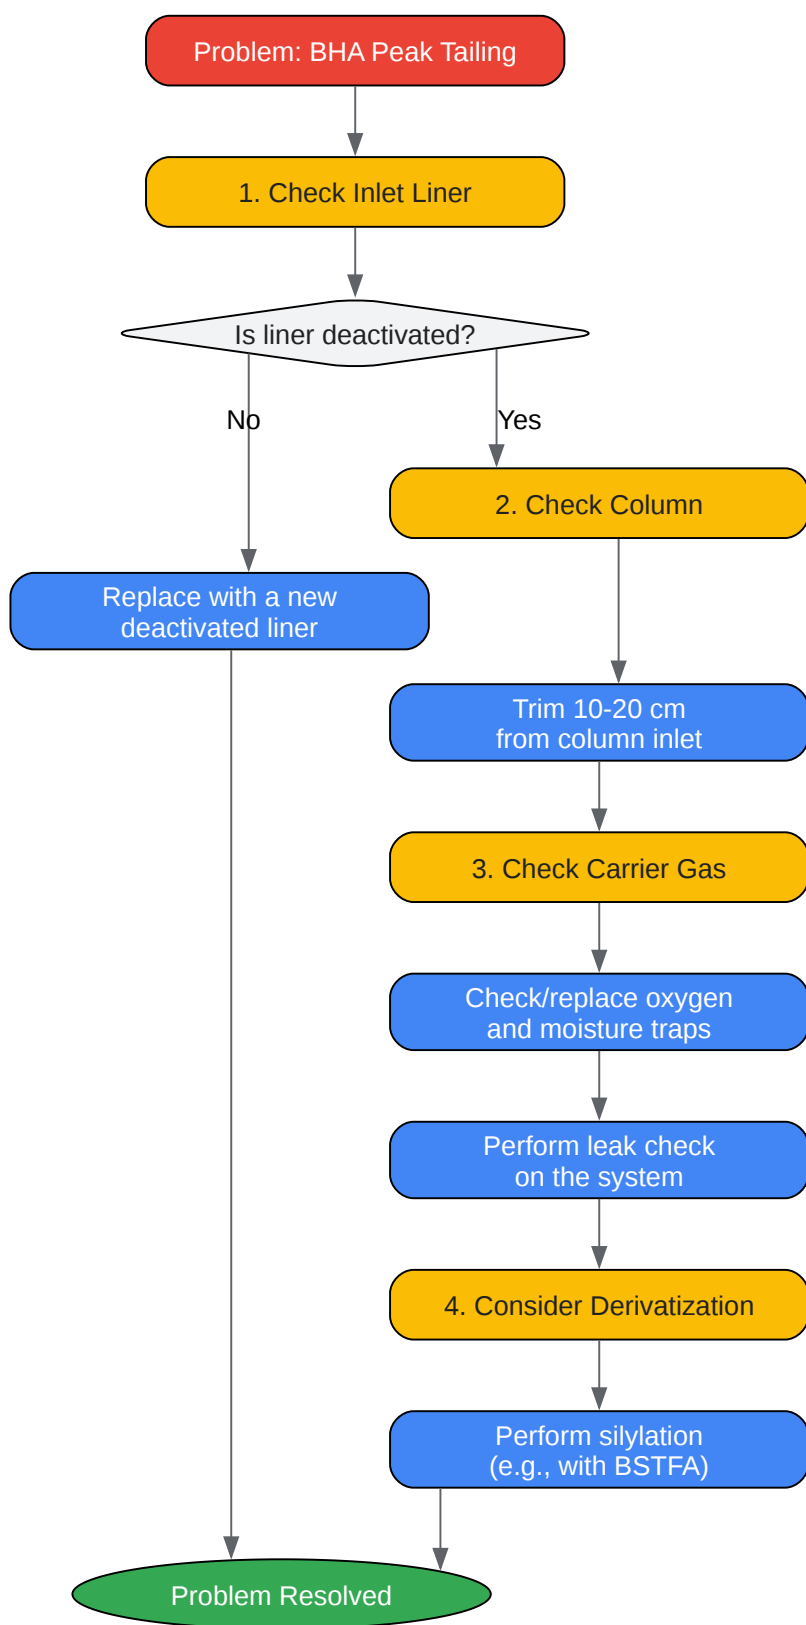 Problem: BHA Peak Tailing
1. Check Inlet Liner
Is liner deactivated?
No
Yes
2. Check Column
Replace with a new
deactivated liner
Trim 10-20 cm
from column inlet
3. Check Carrier Gas
Check/replace oxygen
and moisture traps
Perform leak check
on the system
4. Consider Derivatization
Perform silylation
(e.g., with BSTFA)
Problem Resolved